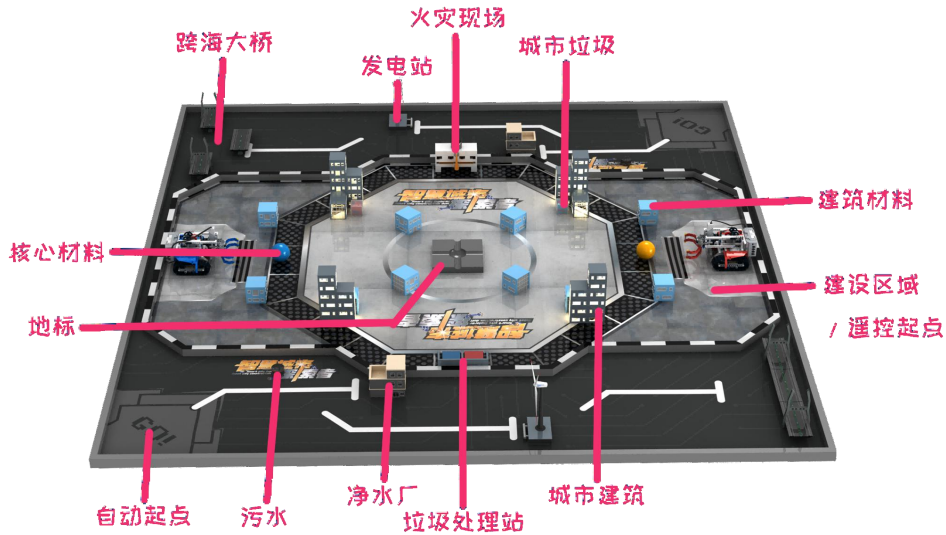 火灾现场
跨海大桥
城市垃圾
发电站
GO!
建筑材料
核心材料
建设区域
/ 遥控起点
地标
GO!
净水厂
城市建筑
自动起点
污水
垃圾处理站